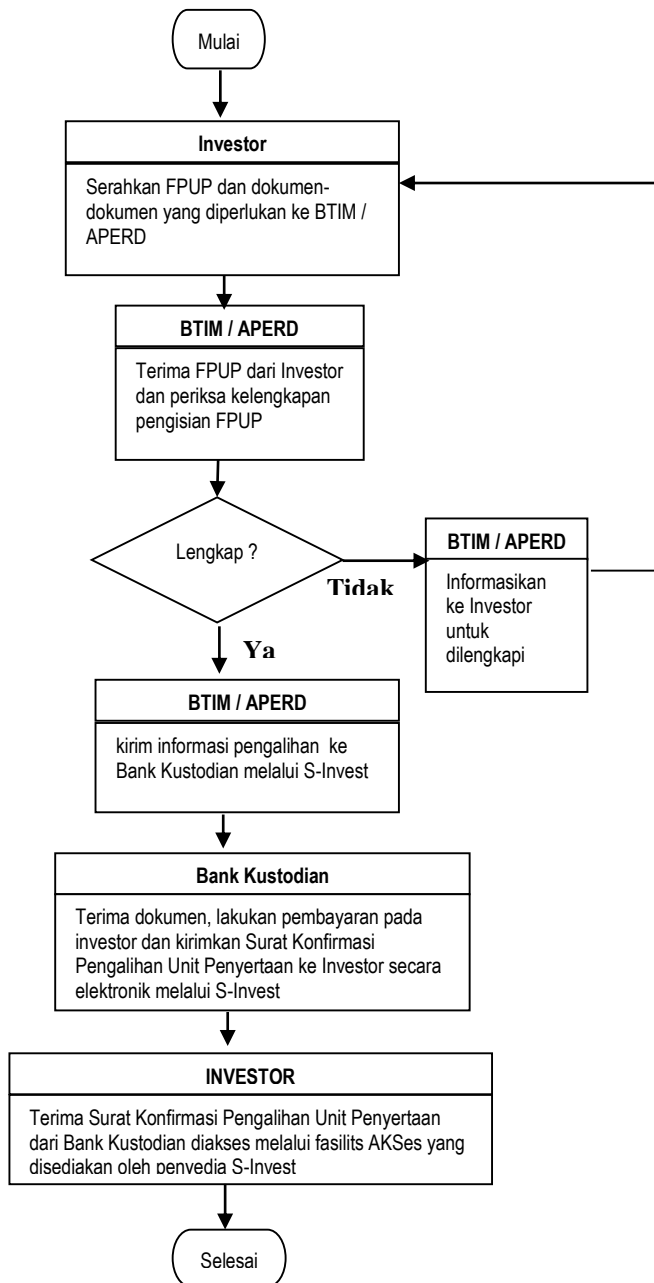 Mulai
Investor
Serahkan FPUP dan dokumen-
dokumen yang diperlukan ke BTIM /
APERD
BTIM / APERD
Terima FPUP dari Investor
dan periksa kelengkapan
pengisian FPUP
Lengkap ?
Tidak
BTIM / APERD
Informasikan
ke Investor
untuk
dilengkapi
Ya
BTIM / APERD
kirim informasi pengalihan ke
Bank Kustodian melalui S-Invest
Bank Kustodian
Terima dokumen, lakukan pembayaran pada
investor dan kirimkan Surat Konfirmasi
Pengalihan Unit Penyertaan ke Investor secara
elektronik melalui S-Invest
INVESTOR
Terima Surat Konfirmasi Pengalihan Unit Penyertaan
dari Bank Kustodian diakses melalui fasilits AKSes yang
disediakan oleh penyedia S-Invest
Selesai